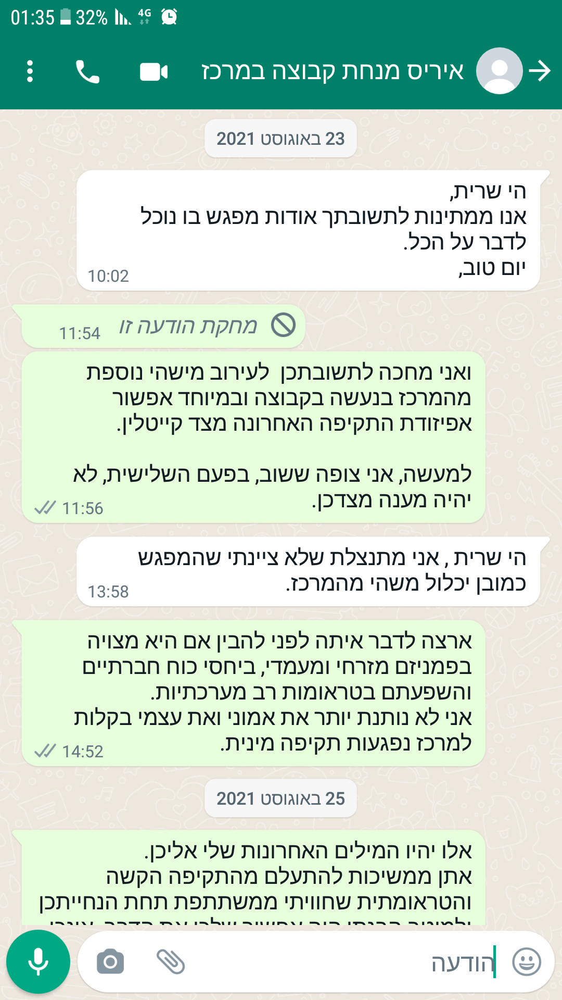 01:35 32% 4G
איריס מנחת קבוצה במרכז
23 באוגוסט 2021
הי שרית,
אנו ממתינות לתשובתך אודות מפגש בו נוכל
לדבר על הכל.
יום טוב,
10:02
מחקת הודעה זו
11:54
ואני מחכה לתשובתכן  לעירוב מישהי נוספת
מהמרכז בנעשה בקבוצה ובמיוחד אפשור
אפיזודת התקיפה האחרונה מצד קייטלין.
למעשה, אני צופה ששוב, בפעם השלישית, לא
יהיה מענה מצדכן.
11:56
הי שרית , אני מתנצלת שלא ציינתי שהמפגש
כמובן יכלול משהי מהמרכז.
13:58
ארצה לדבר איתה לפני להבין אם היא מצויה
בפמניזם מזרחי ומעמדי, ביחסי כוח חברתיים
והשפעתם בטראומות רב מערכתיות.
אני לא נותנת יותר את אמוני ואת עצמי בקלות
למרכז נפגעות תקיפה מינית.
14:52
25 באוגוסט 2021
אלו יהיו המילים האחרונות שלי אליכן.
אתן ממשיכות להתעלם מהתקיפה הקשה
והטראומתית שחוויתי ממשתתפת תחת הנחייתכן
הודעה